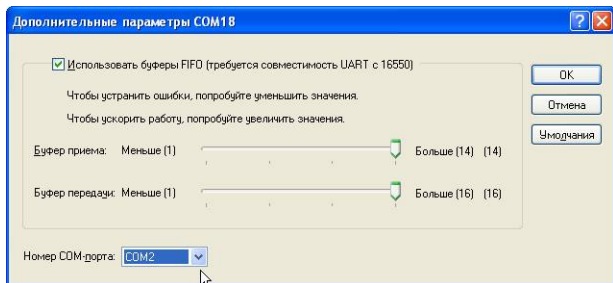 Дополнительные параметры COM18
Использовать буферы FIFO (требуется совместимость UART с 16550)
OK
Чтобы устранить ошибки, попробуйте уменьшить значения.
Отмена
Чтобы ускорить работу, попробуйте увеличить значения.
Умолчания
Буфер приема: Меньше (1) Больше (14) (14)
Буфер передачи: Меньше (1) Больше (16) (16)
Номер COM-порта: COM2